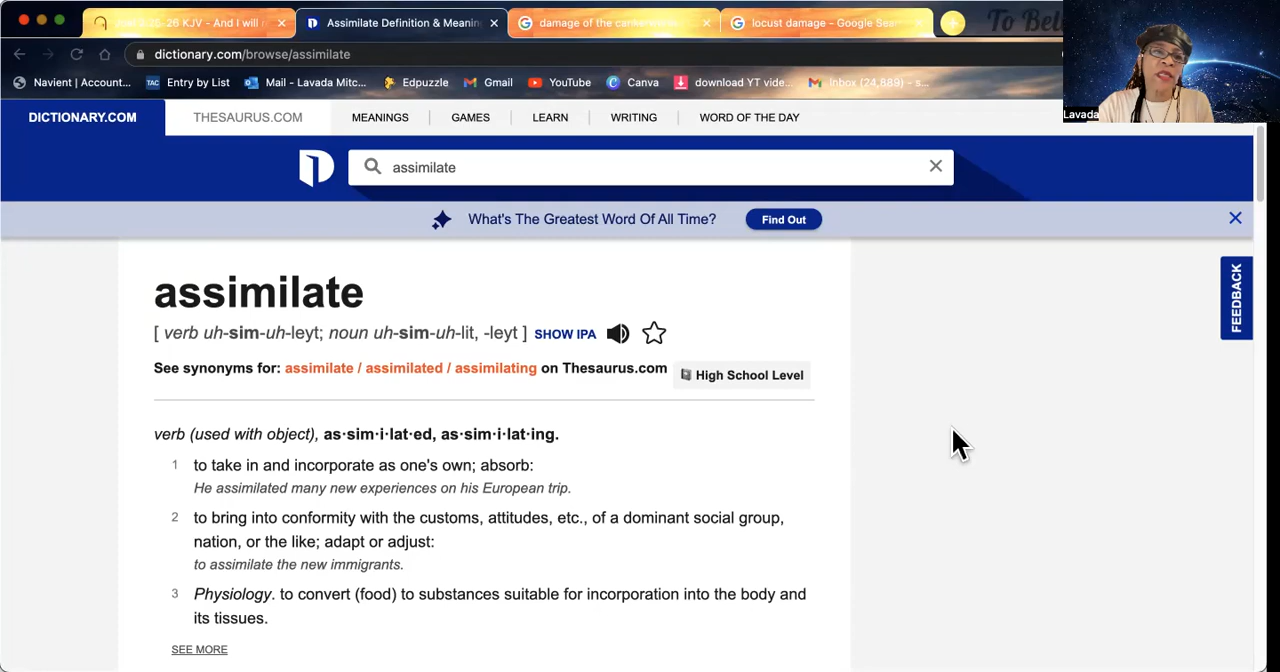 25-26 KJV - And I will r
Assimilate Definition & Meanin
damage of the canker
locust damage - Google Sea
To Bel
dictionary.com/browse/assimilate
Navient | Account... Entry by List Mail - Lavada Mitc... Edpuzzle Gmail YouTube Canva download YT vide... Inbox (24,889) - s...
Lavada
DICTIONARY.COM THESAURUS.COM MEANINGS GAMES LEARN WRITING WORD OF THE DAY
assimilate
What's The Greatest Word Of All Time? Find Out
FEEDBACK
assimilate
[ verb uh-sim-uh-leyt; noun uh-sim-uh-lit, -leyt ] SHOW IPA
See synonyms for: assimilate / assimilated / assimilating on Thesaurus.com High School Level
verb (used with object), as·sim·i·lat·ed, as·sim·i·lat·ing.
1 to take in and incorporate as one's own; absorb:
He assimilated many new experiences on his European trip.
2 to bring into conformity with the customs, attitudes, etc., of a dominant social group,
nation, or the like; adapt or adjust:
to assimilate the new immigrants.
3 Physiology. to convert (food) to substances suitable for incorporation into the body and
its tissues.
SEE MORE